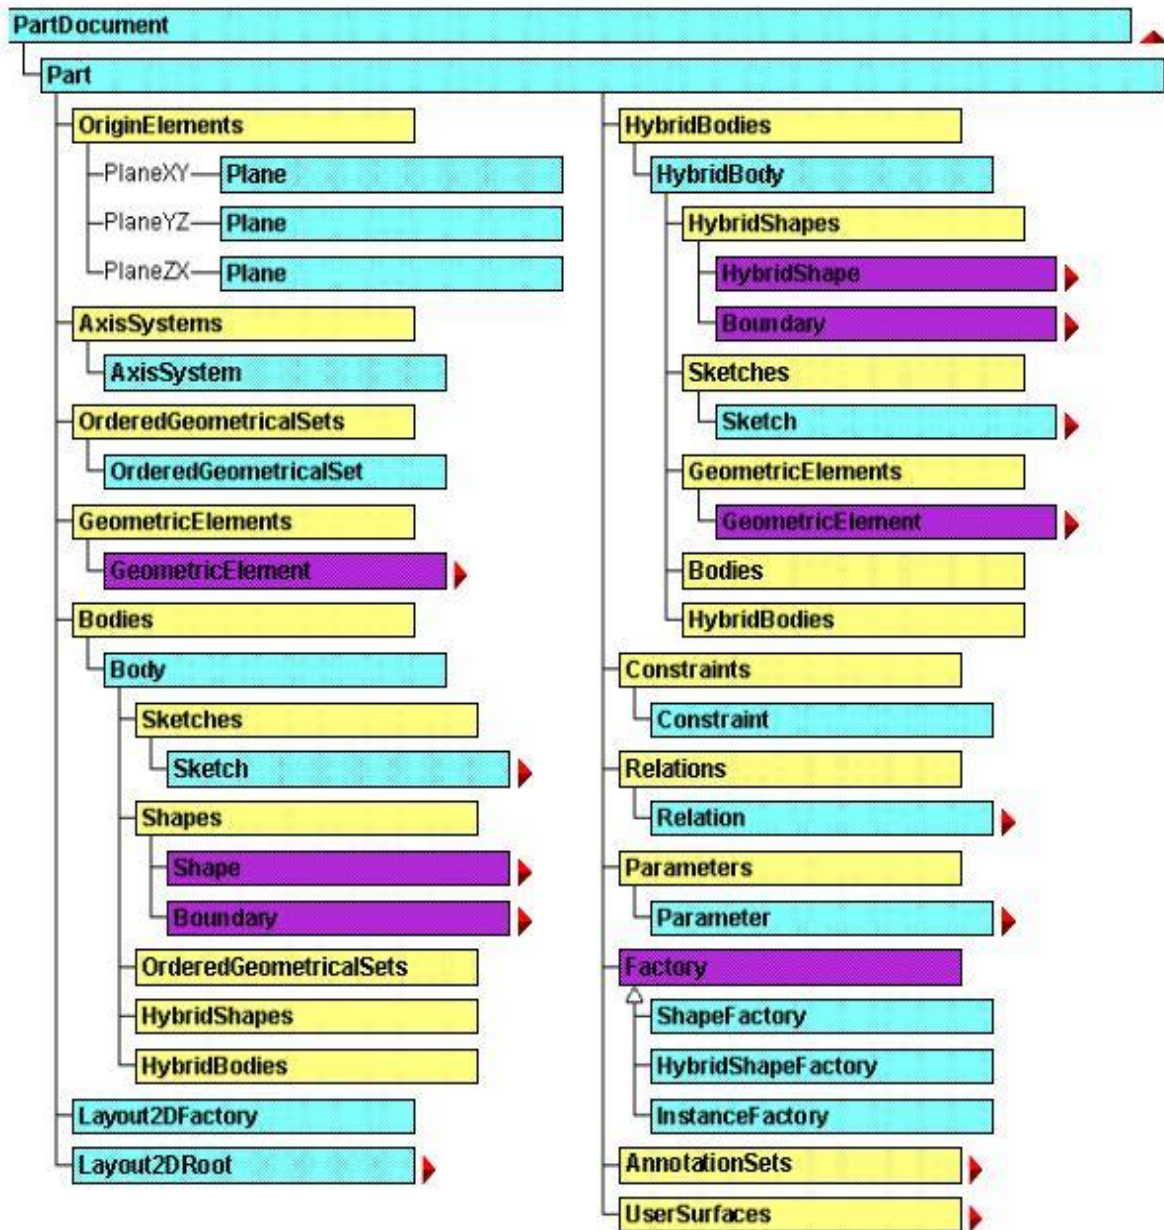 PartDocument
Part
OriginElements
PlaneXY Plane
PlaneYZ Plane
PlaneZX Plane
AxisSystems
AxisSystem
OrderedGeometricalSets
OrderedGeometricalSet
GeometricElements
GeometricElement
Bodies
Body
Sketches
Sketch
Shapes
Shape
Boundary
OrderedGeometricalSets
HybridShapes
HybridBodies
Layout2DFactory
Layout2DRoot
HybridBodies
HybridBody
HybridShapes
HybridShape
Boundary
Sketches
Sketch
GeometricElements
GeometricElement
Bodies
HybridBodies
Constraints
Constraint
Relations
Relation
Parameters
Parameter
Factory
ShapeFactory
HybridShapeFactory
InstanceFactory
AnnotationSets
UserSurfaces